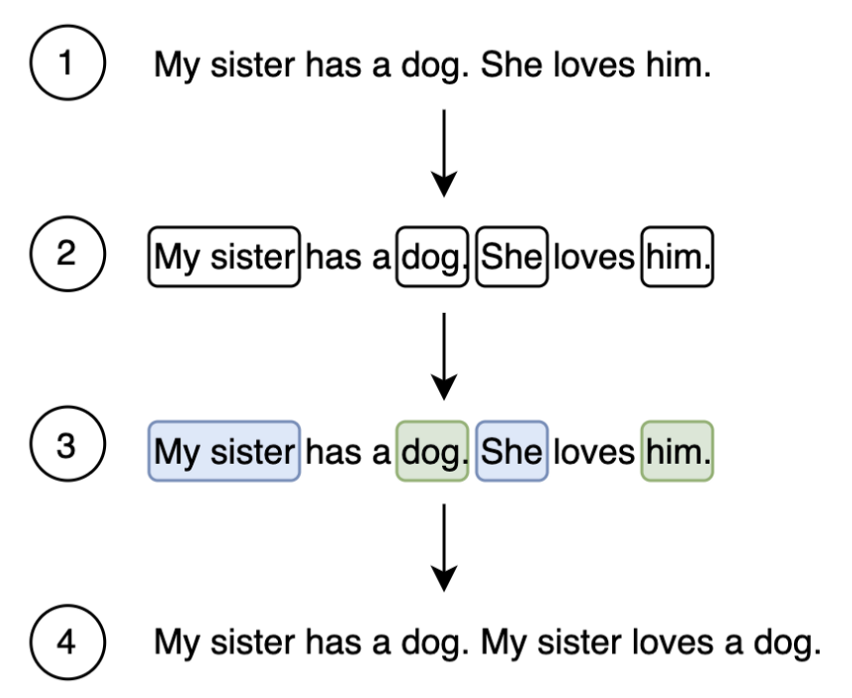 1 My sister has a dog. She loves him.
2 My sister has a dog. She loves him.
3 My sister has a dog. She loves him.
4 My sister has a dog. My sister loves a dog.